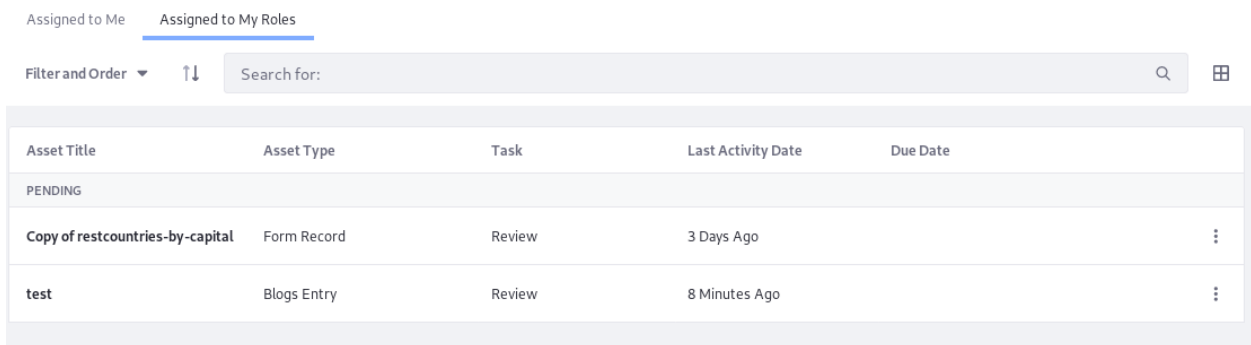 Assigned to Me Assigned to My Roles
Filter and Order Search for:
Asset Title Asset Type Task Last Activity Date Due Date
PENDING
Copy of restcountries-by-capital Form Record Review 3 Days Ago
test Blogs Entry Review 8 Minutes Ago